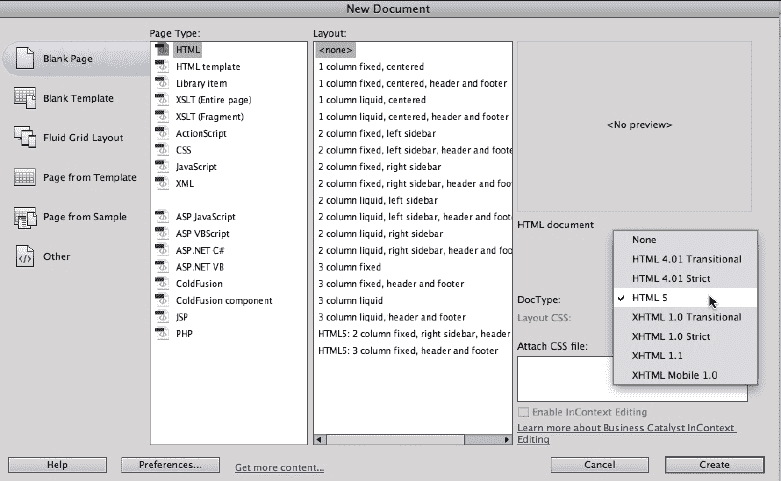 New Document
Blank Page
Blank Template
Fluid Grid Layout
Page from Template
Page from Sample
Other
Page Type:
HTML
HTML template
Library item
XSLT (Entire page)
XSLT (Fragment)
ActionScript
CSS
JavaScript
XML
ASP JavaScript
ASP VBScript
ASP.NET C#
ASP.NET VB
ColdFusion
ColdFusion component
JSP
PHP
Layout:
<none>
1 column fixed, centered
1 column fixed, centered, header and footer
1 column liquid, centered
1 column liquid, centered, header and footer
2 column fixed, left sidebar
2 column fixed, left sidebar, header and foote
2 column fixed, right sidebar
2 column fixed, right sidebar, header and foo
2 column liquid, left sidebar
2 column liquid, left sidebar, header and foot
2 column liquid, right sidebar
2 column liquid, right sidebar, header and fo
3 column fixed
3 column fixed, header and footer
3 column liquid
3 column liquid, header and footer
HTML5: 2 column fixed, right sidebar, header
HTML5: 3 column fixed, header and footer
<No preview>
HTML document
DocType:
Layout CSS:
None
HTML 4.01 Transitional
HTML 4.01 Strict
✓ HTML 5
XHTML 1.0 Transitional
XHTML 1.0 Strict
XHTML 1.1
XHTML Mobile 1.0
Attach CSS file:
Enable InContext Editing
Learn more about Business Catalyst InContext
Editing
Help
Preferences...
Get more content...
Cancel
Create